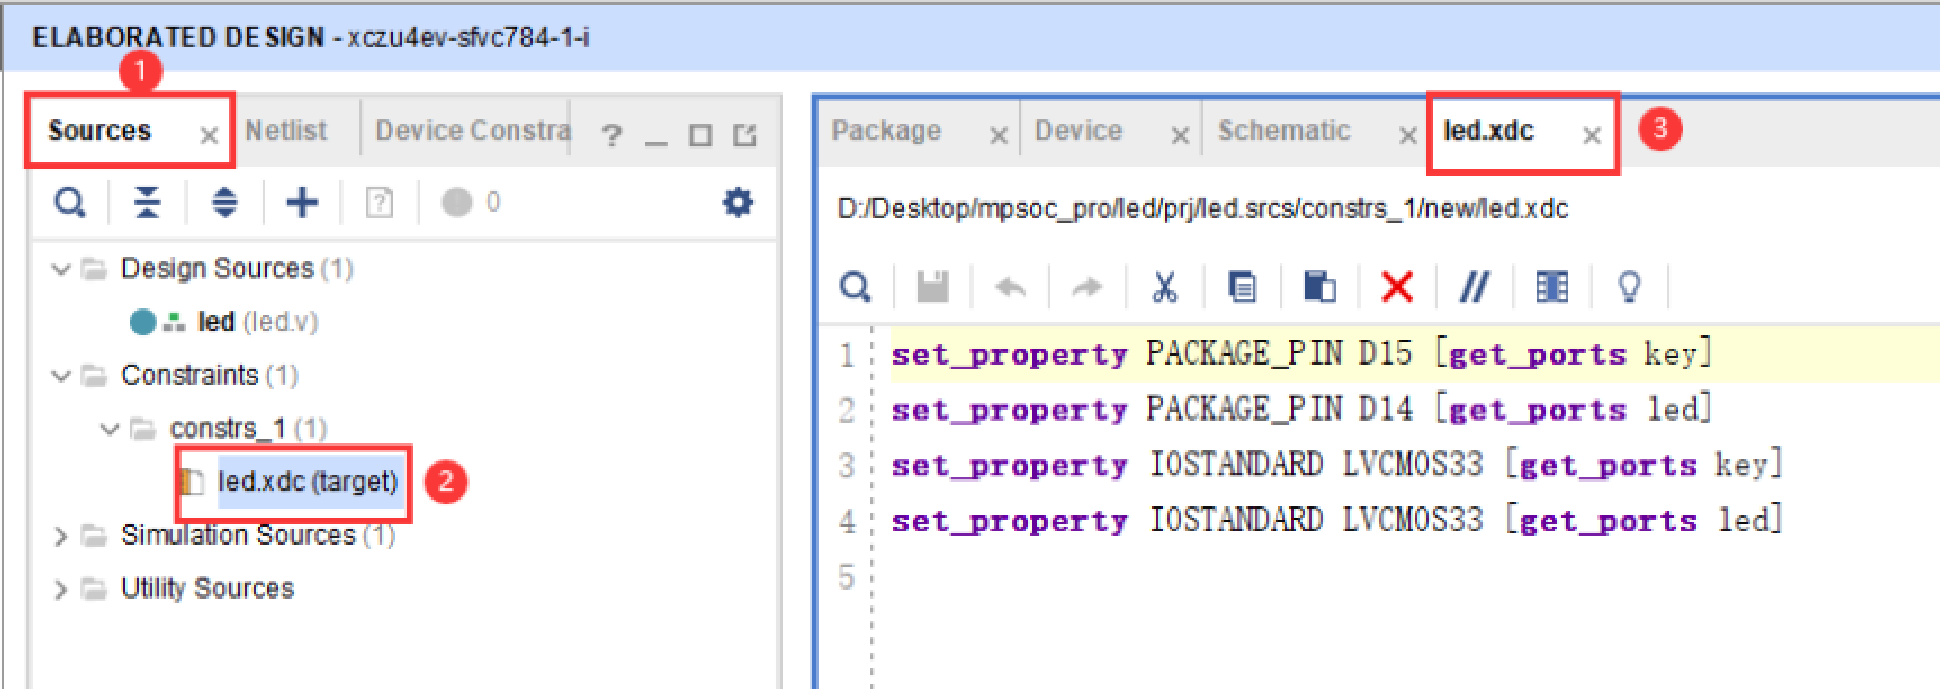 ELABORATED DESIGN - xczu4ev-sfvc784-1-i
1
Sources
Netlist
Device Constra
?
?
0
Design Sources (1)
led (led.v)
Constraints (1)
constrs_1 (1)
led.xdc (target)
2
Simulation Sources (1)
Utility Sources
Package
Device
Schematic
led.xdc
3
D:/Desktop/mpsoc_pro/led/prj/led.srcs/constrs_1/new/led.xdc
//
1 set_property PACKAGE_PIN D15 [get_ports key]
2 set_property PACKAGE_PIN D14 [get_ports led]
3 set_property IOSTANDARD LVCMOS33 [get_ports key]
4 set_property IOSTANDARD LVCMOS33 [get_ports led]
5